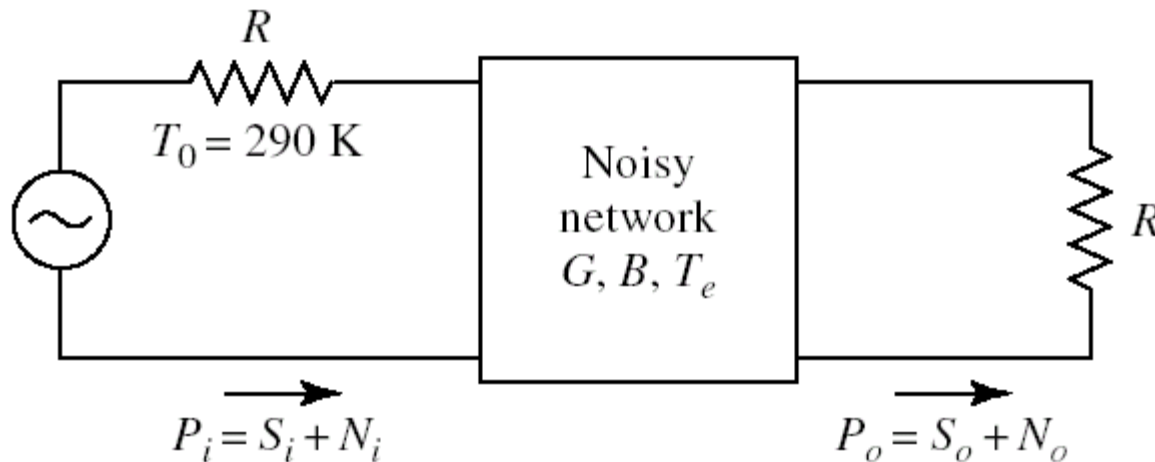 R
T₀ = 290 K
Noisy
network
G, B, Tₑ
R
Pᵢ = Sᵢ + Nᵢ
Pₒ = Sₒ + Nₒ